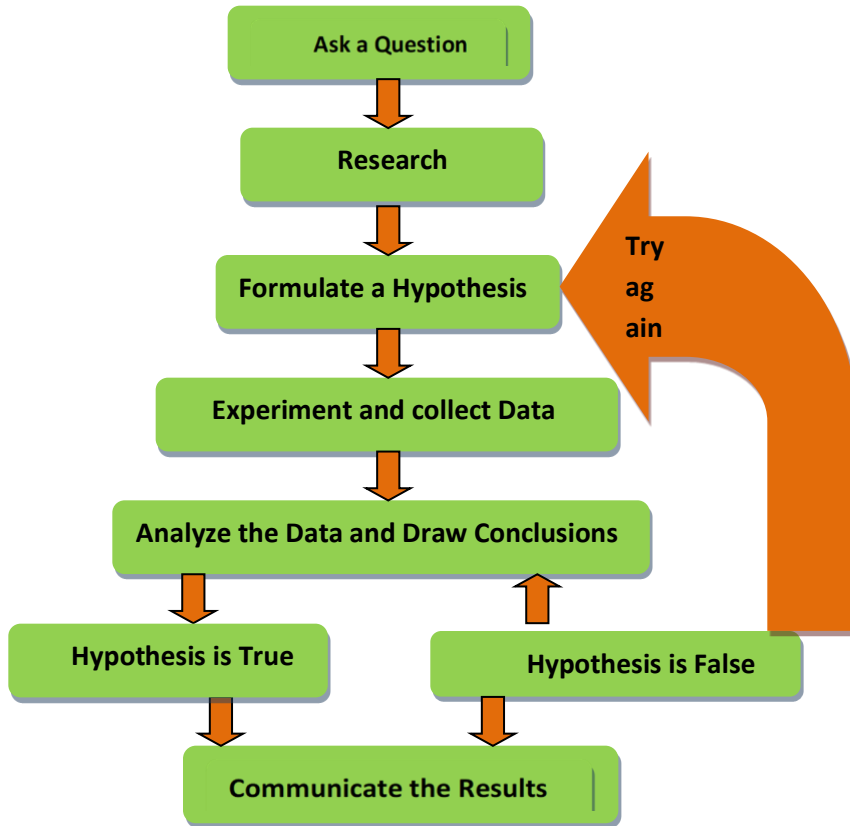 Ask a Question
Research
Formulate a Hypothesis
Try
ag
ain
Experiment and collect Data
Analyze the Data and Draw Conclusions
Hypothesis is True
Hypothesis is False
Communicate the Results